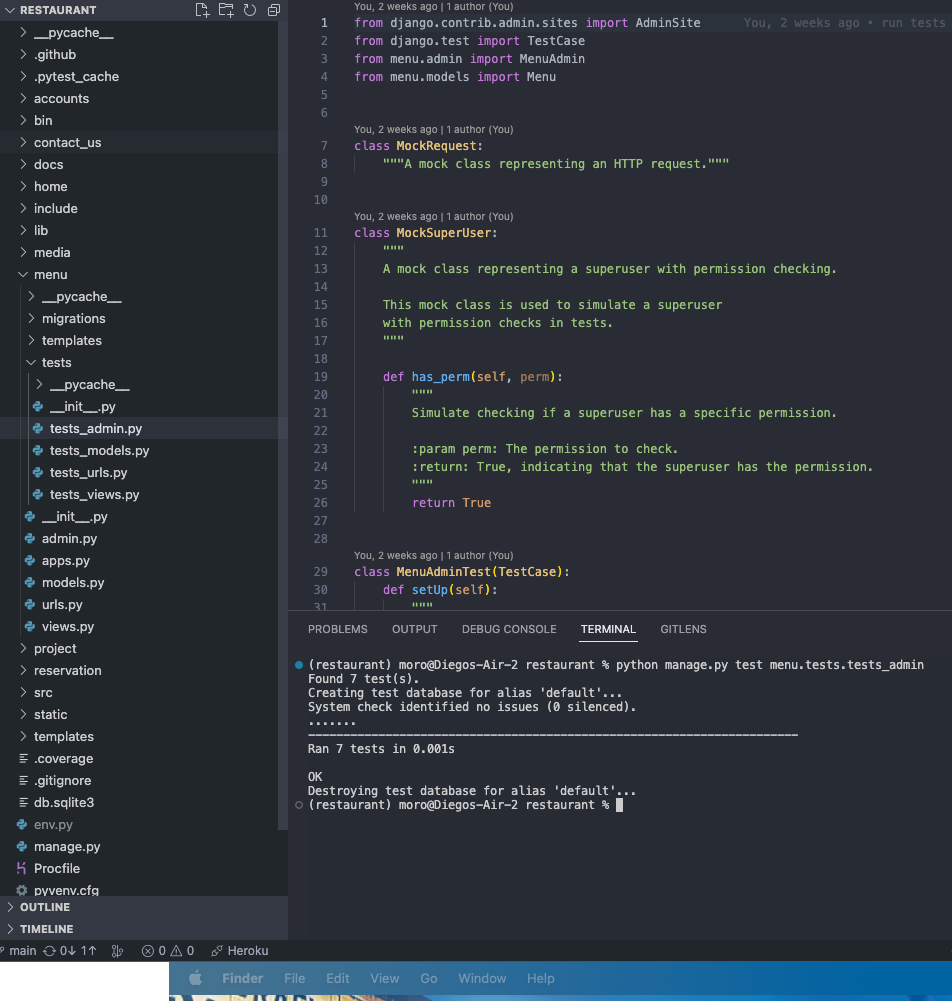 RESTAURANT
__pycache__
.github
.pytest_cache
accounts
bin
contact_us
docs
home
include
lib
media
menu
__pycache__
migrations
templates
tests
__pycache__
__init__.py
tests_admin.py
tests_models.py
tests_urls.py
tests_views.py
__init__.py
admin.py
apps.py
models.py
urls.py
views.py
project
reservation
src
static
templates
.coverage
.gitignore
db.sqlite3
env.py
manage.py
Procfile
pyvenv.cfg
OUTLINE
TIMELINE
You, 2 weeks ago | 1 author (You)
1 from django.contrib.admin.sites import AdminSite You, 2 weeks ago • run tests
2 from django.test import TestCase
3 from menu.admin import MenuAdmin
4 from menu.models import Menu
5
6
You, 2 weeks ago | 1 author (You)
7 class MockRequest:
8 """A mock class representing an HTTP request."""
9
10
You, 2 weeks ago | 1 author (You)
11 class MockSuperUser:
12 """
13 A mock class representing a superuser with permission checking.
14
15 This mock class is used to simulate a superuser
16 with permission checks in tests.
17 """
18
19 def has_perm(self, perm):
20 """
21 Simulate checking if a superuser has a specific permission.
22
23 :param perm: The permission to check.
24 :return: True, indicating that the superuser has the permission.
25 """
26 return True
27
28
You, 2 weeks ago | 1 author (You)
29 class MenuAdminTest(TestCase):
30 def setUp(self):
31 """
PROBLEMS OUTPUT DEBUG CONSOLE TERMINAL GITLENS
(restaurant) moro@Diegos-Air-2 restaurant % python manage.py test menu.tests.tests_admin
Found 7 test(s).
Creating test database for alias 'default'...
System check identified no issues (0 silenced).
.......
----------------------------------------------------------------------
Ran 7 tests in 0.001s
OK
Destroying test database for alias 'default'...
(restaurant) moro@Diegos-Air-2 restaurant %
main 0↓ 1↑ 0 0 Heroku
Finder File Edit View Go Window Help